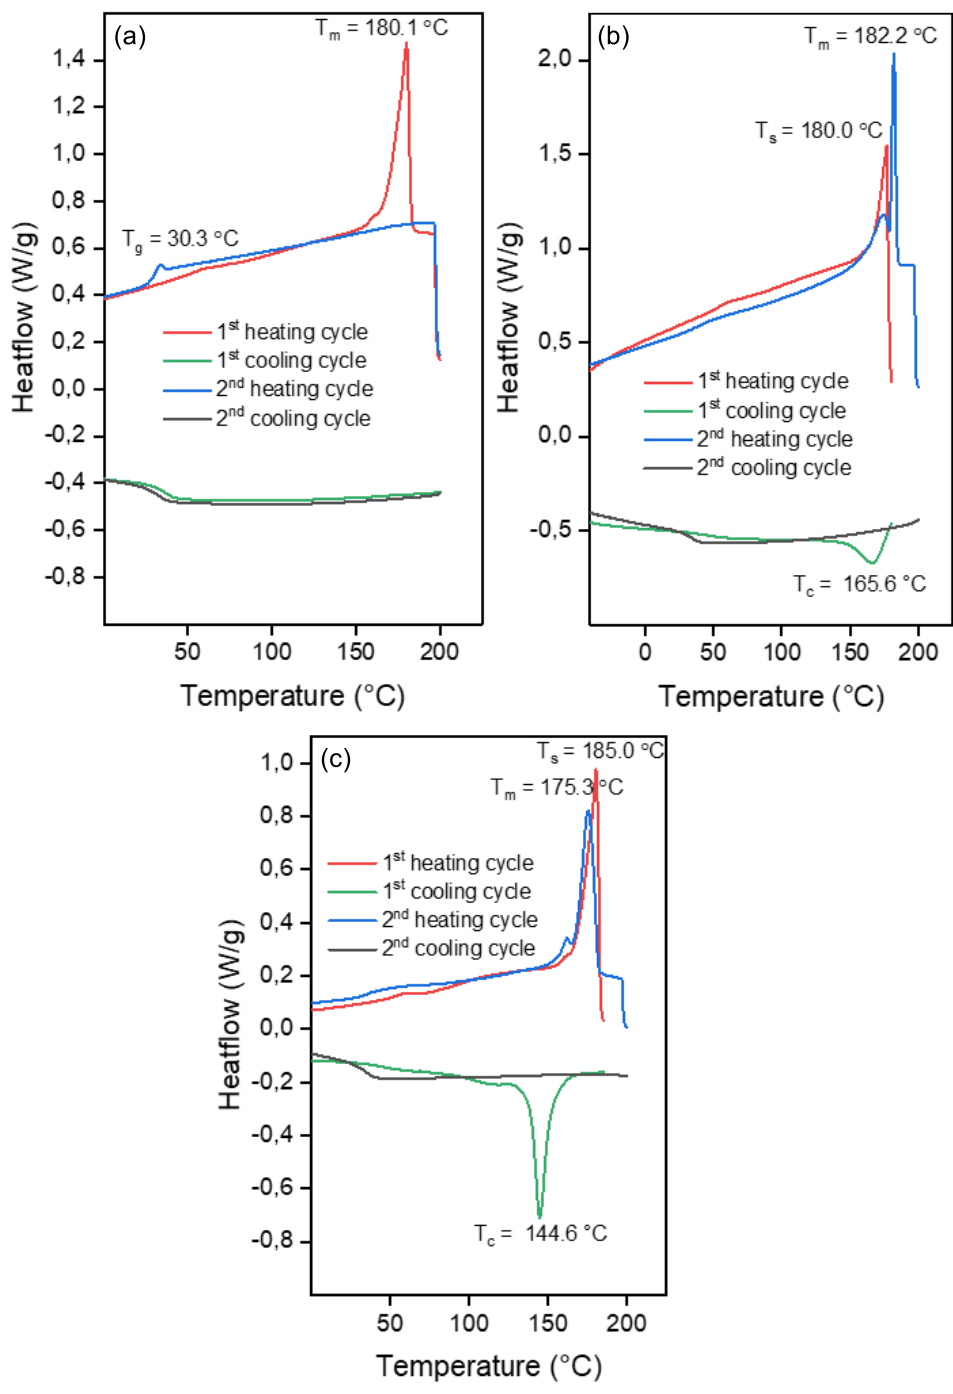 (a)
Tm = 180.1 °C
1,4
1,2
1,0
0,8
0,6
0,4
0,2
0,0
-0,2
-0,4
-0,6
-0,8
Heatflow (W/g)
Tg = 30.3 °C
1st heating cycle
1st cooling cycle
2nd heating cycle
2nd cooling cycle
50 100 150 200
Temperature (°C)
(b)
Tm = 182.2 °C
Ts = 180.0 °C
2,0
1,5
1,0
0,5
0,0
-0,5
Heatflow (W/g)
1st heating cycle
1st cooling cycle
2nd heating cycle
2nd cooling cycle
Tc = 165.6 °C
0 50 100 150 200
Temperature (°C)
(c)
Ts = 185.0 °C
Tm = 175.3 °C
1,0
0,8
0,6
0,4
0,2
0,0
-0,2
-0,4
-0,6
-0,8
Heatflow (W/g)
1st heating cycle
1st cooling cycle
2nd heating cycle
2nd cooling cycle
Tc = 144.6 °C
50 100 150 200
Temperature (°C)